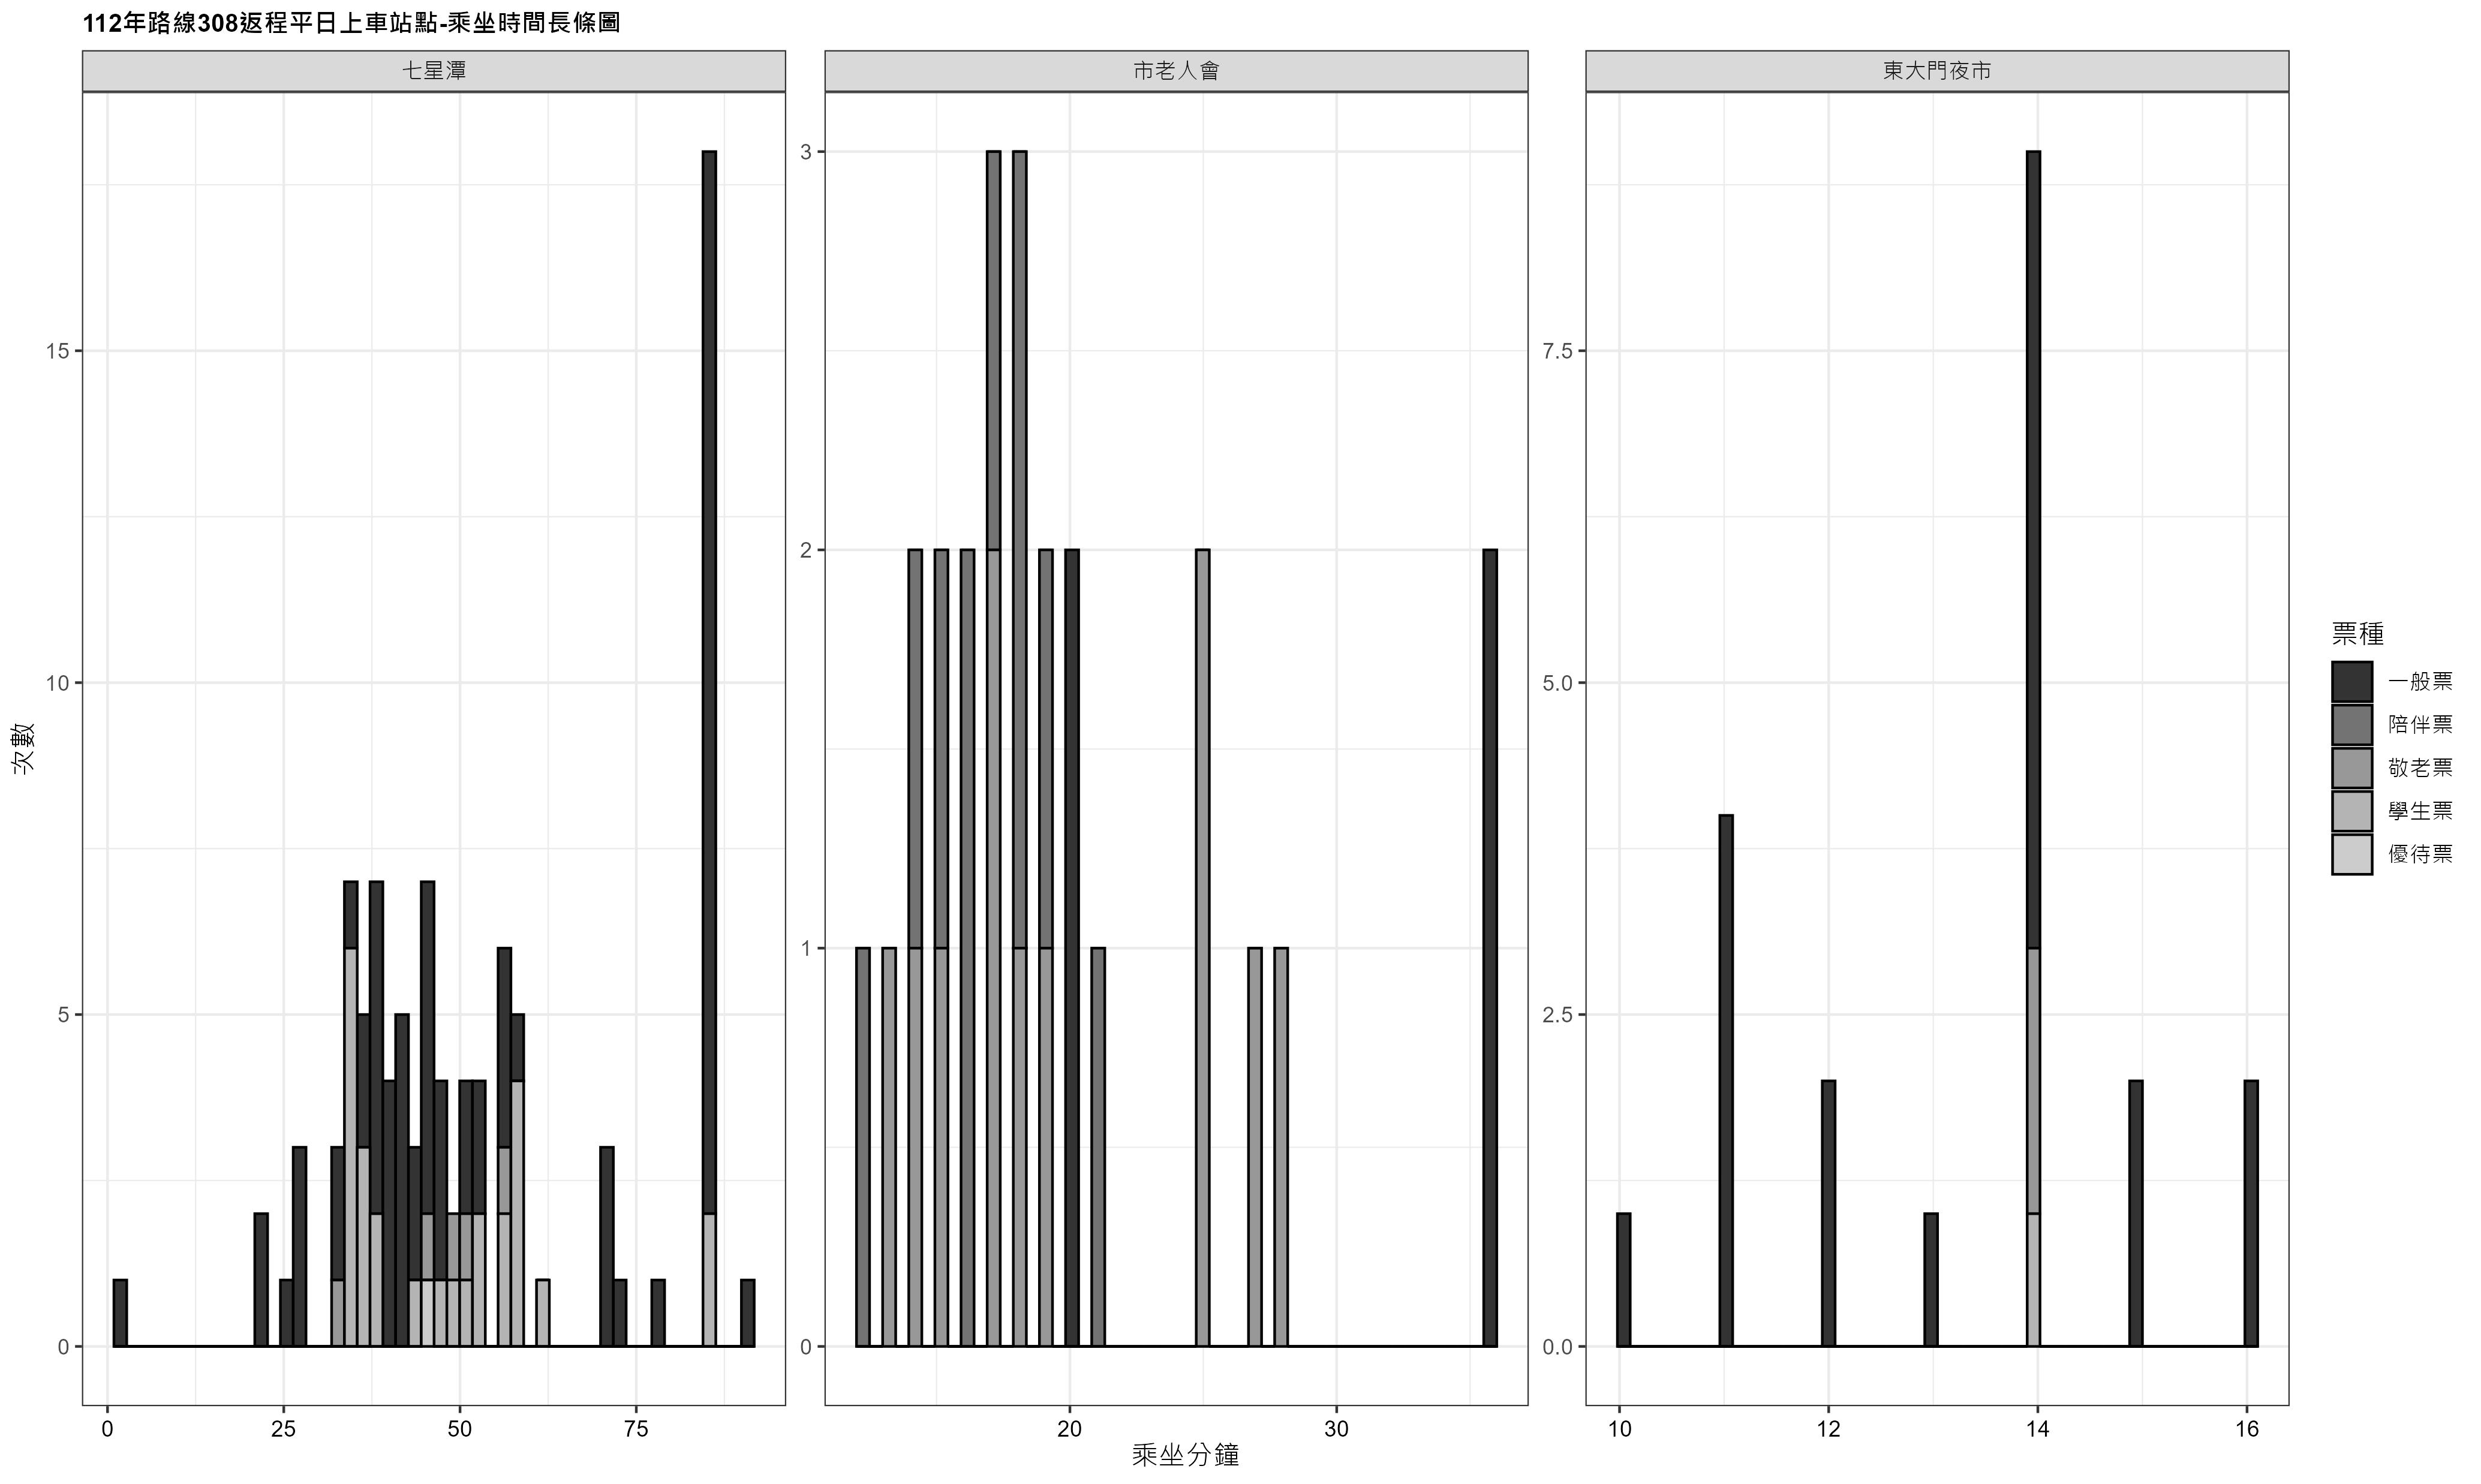 112年路線308返程平日上車站點-乘坐時間長條圖
七星潭
市老人會
東大門夜市
次數
15
10
5
0
3
2
1
0
7.5
5.0
2.5
0.0
0 25 50 75
20 30
10 12 14 16
乘坐分鐘
票種
一般票
陪伴票
敬老票
學生票
優待票